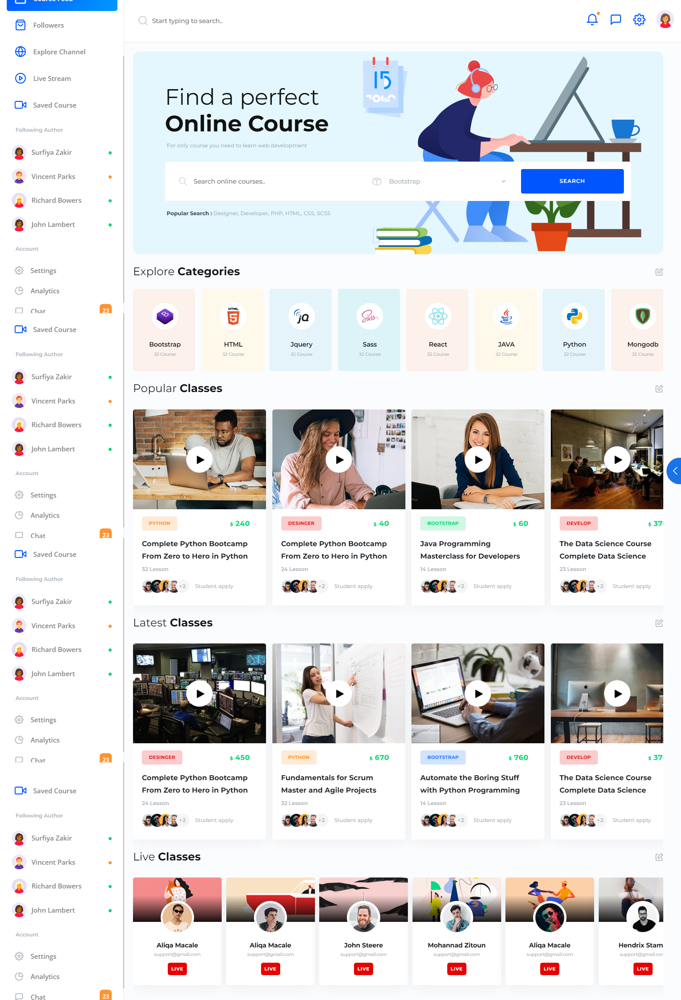 Course Feed
Followers
Explore Channel
Live Stream
Saved Course
Following Author
Surfiya Zakir
Vincent Parks
Richard Bowers
John Lambert
Account
Settings
Analytics
Chat 23
Saved Course
Following Author
Surfiya Zakir
Vincent Parks
Richard Bowers
John Lambert
Account
Settings
Analytics
Chat 23
Saved Course
Following Author
Surfiya Zakir
Vincent Parks
Richard Bowers
John Lambert
Account
Settings
Analytics
Chat 23
Saved Course
Following Author
Surfiya Zakir
Vincent Parks
Richard Bowers
John Lambert
Account
Settings
Analytics
Chat 23
Start typing to search..
15
Find a perfect
Online Course
For only course you need to learn web development
Search online courses.. Bootstrap SEARCH
Popular Search : Designer, Developer, PHP, HTML, CSS, SCSS
Explore Categories
HTML
5
jQ
Sass
Bootstrap HTML Jquery Sass React JAVA Python Mongodb
32 Course 32 Course 32 Course 32 Course 32 Course 32 Course 32 Course 32 Course
Popular Classes
PYTHON $ 240 DESINGER $ 40 BOOTSTRAP $ 60 DEVELOP $ 370
Complete Python Bootcamp
From Zero to Hero in Python
32 Lesson
+2 Student apply
Complete Python Bootcamp
From Zero to Hero in Python
24 Lesson
+2 Student apply
Java Programming
Masterclass for Developers
14 Lesson
+2 Student apply
The Data Science Course
Complete Data Science
23 Lesson
+2 Student apply
Latest Classes
DESINGER $ 450 PYTHON $ 670 BOOTSTRAP $ 760 DEVELOP $ 370
Complete Python Bootcamp
From Zero to Hero in Python
24 Lesson
+2 Student apply
Fundamentals for Scrum
Master and Agile Projects
32 Lesson
+2 Student apply
Automate the Boring Stuff
with Python Programming
14 Lesson
+2 Student apply
The Data Science Course
Complete Data Science
23 Lesson
+2 Student apply
Live Classes
Aliqa Macale
support@gmail.com
LIVE
Aliqa Macale
support@gmail.com
LIVE
John Steere
support@gmail.com
LIVE
Mohannad Zitoun
support@gmail.com
LIVE
Aliqa Macale
support@gmail.com
LIVE
Hendrix Stam
support@gmail.com
LIVE